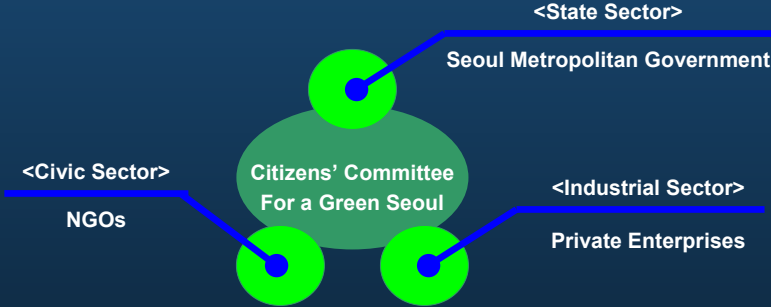 <State Sector>
Seoul Metropolitan Government
<Civic Sector>
NGOs
Citizens’ Committee
For a Green Seoul
<Industrial Sector>
Private Enterprises